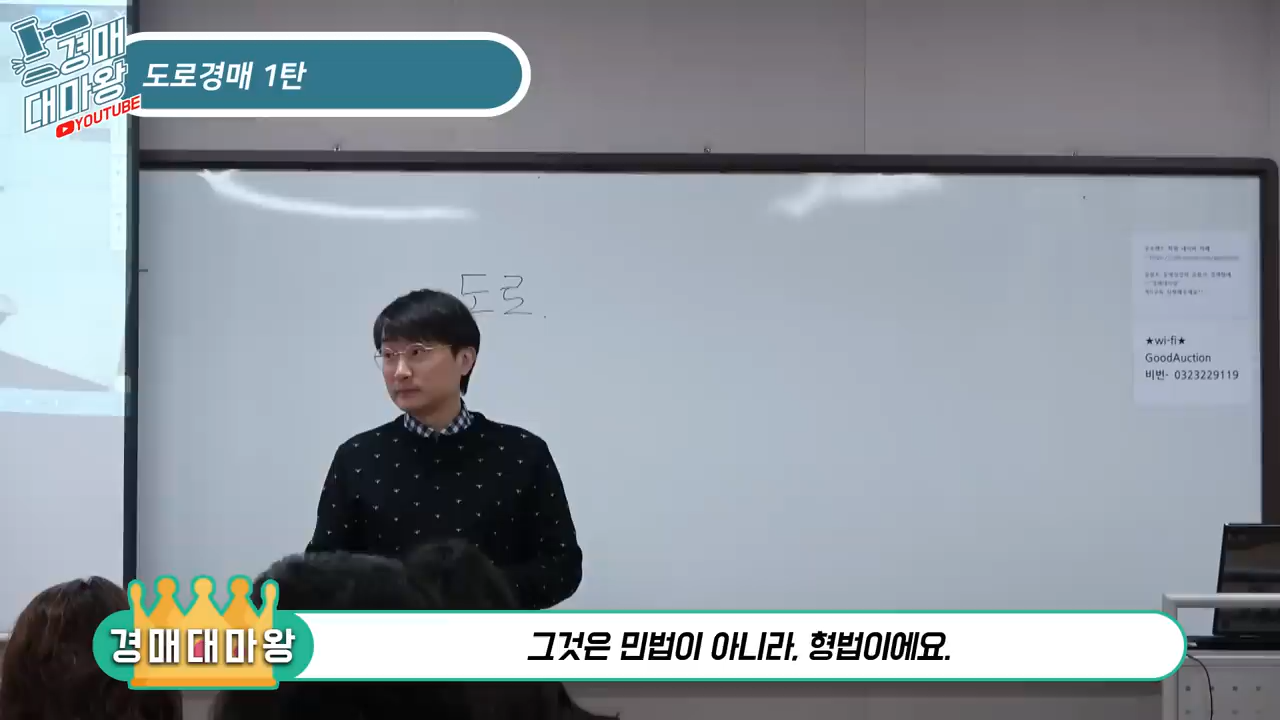 경매
대마왕
YOUTUBE
도로경매 1탄
도로.
★wi-fi★
GoodAuction
비번- 0323229119
경매대마왕
그것은 민법이 아니라, 형법이에요.